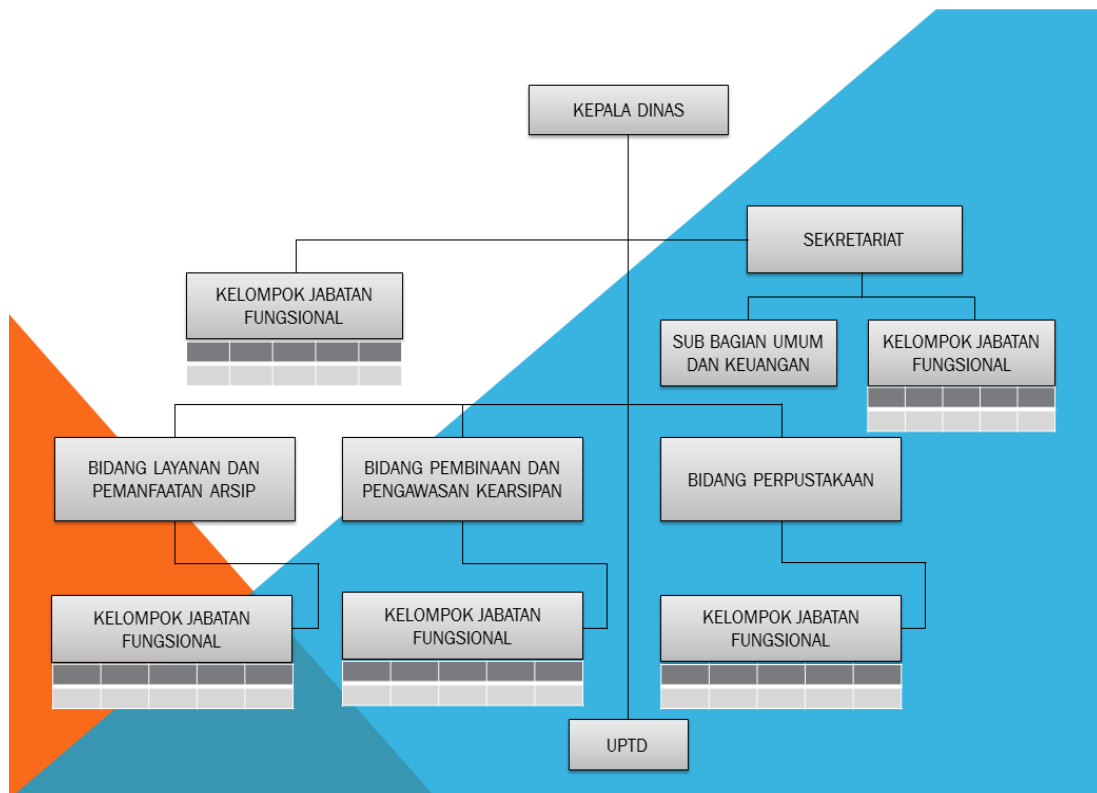 KEPALA DINAS
SEKRETARIAT
KELOMPOK JABATAN
FUNGSIONAL
SUB BAGIAN UMUM
DAN KEUANGAN
KELOMPOK JABATAN
FUNGSIONAL
BIDANG LAYANAN DAN
PEMANFAATAN ARSIP
BIDANG PEMBINAAN DAN
PENGAWASAN KEARSIPAN
BIDANG PERPUSTAKAAN
KELOMPOK JABATAN
FUNGSIONAL
KELOMPOK JABATAN
FUNGSIONAL
KELOMPOK JABATAN
FUNGSIONAL
UPTD